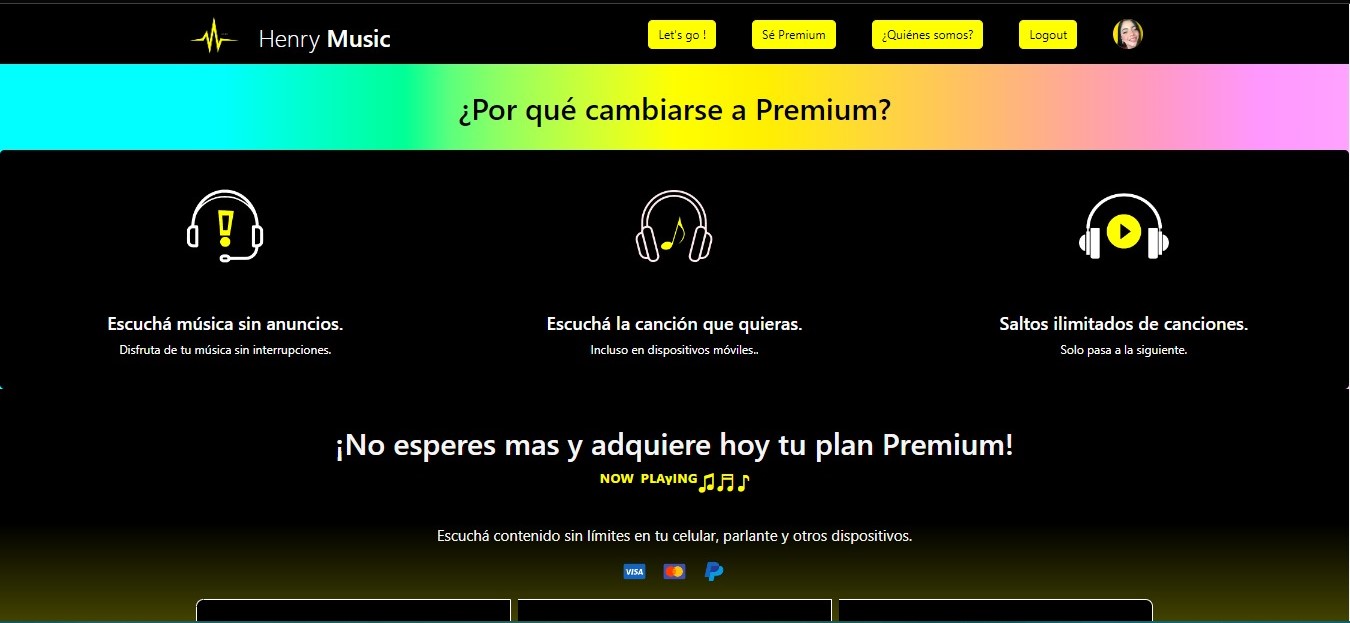 Henry Music
Let's go !
Sé Premium
¿Quiénes somos?
Logout
¿Por qué cambiarse a Premium?
Escuchá música sin anuncios.
Disfruta de tu música sin interrupciones.
Escuchá la canción que quieras.
Incluso en dispositivos móviles..
Saltos ilimitados de canciones.
Solo pasa a la siguiente.
¡No esperes mas y adquiere hoy tu plan Premium!
ᴺᴼᵂ ᴾᴸᴬᵞᴵᴺᴳ♫♬♪
Escuchá contenido sin límites en tu celular, parlante y otros dispositivos.
VISA